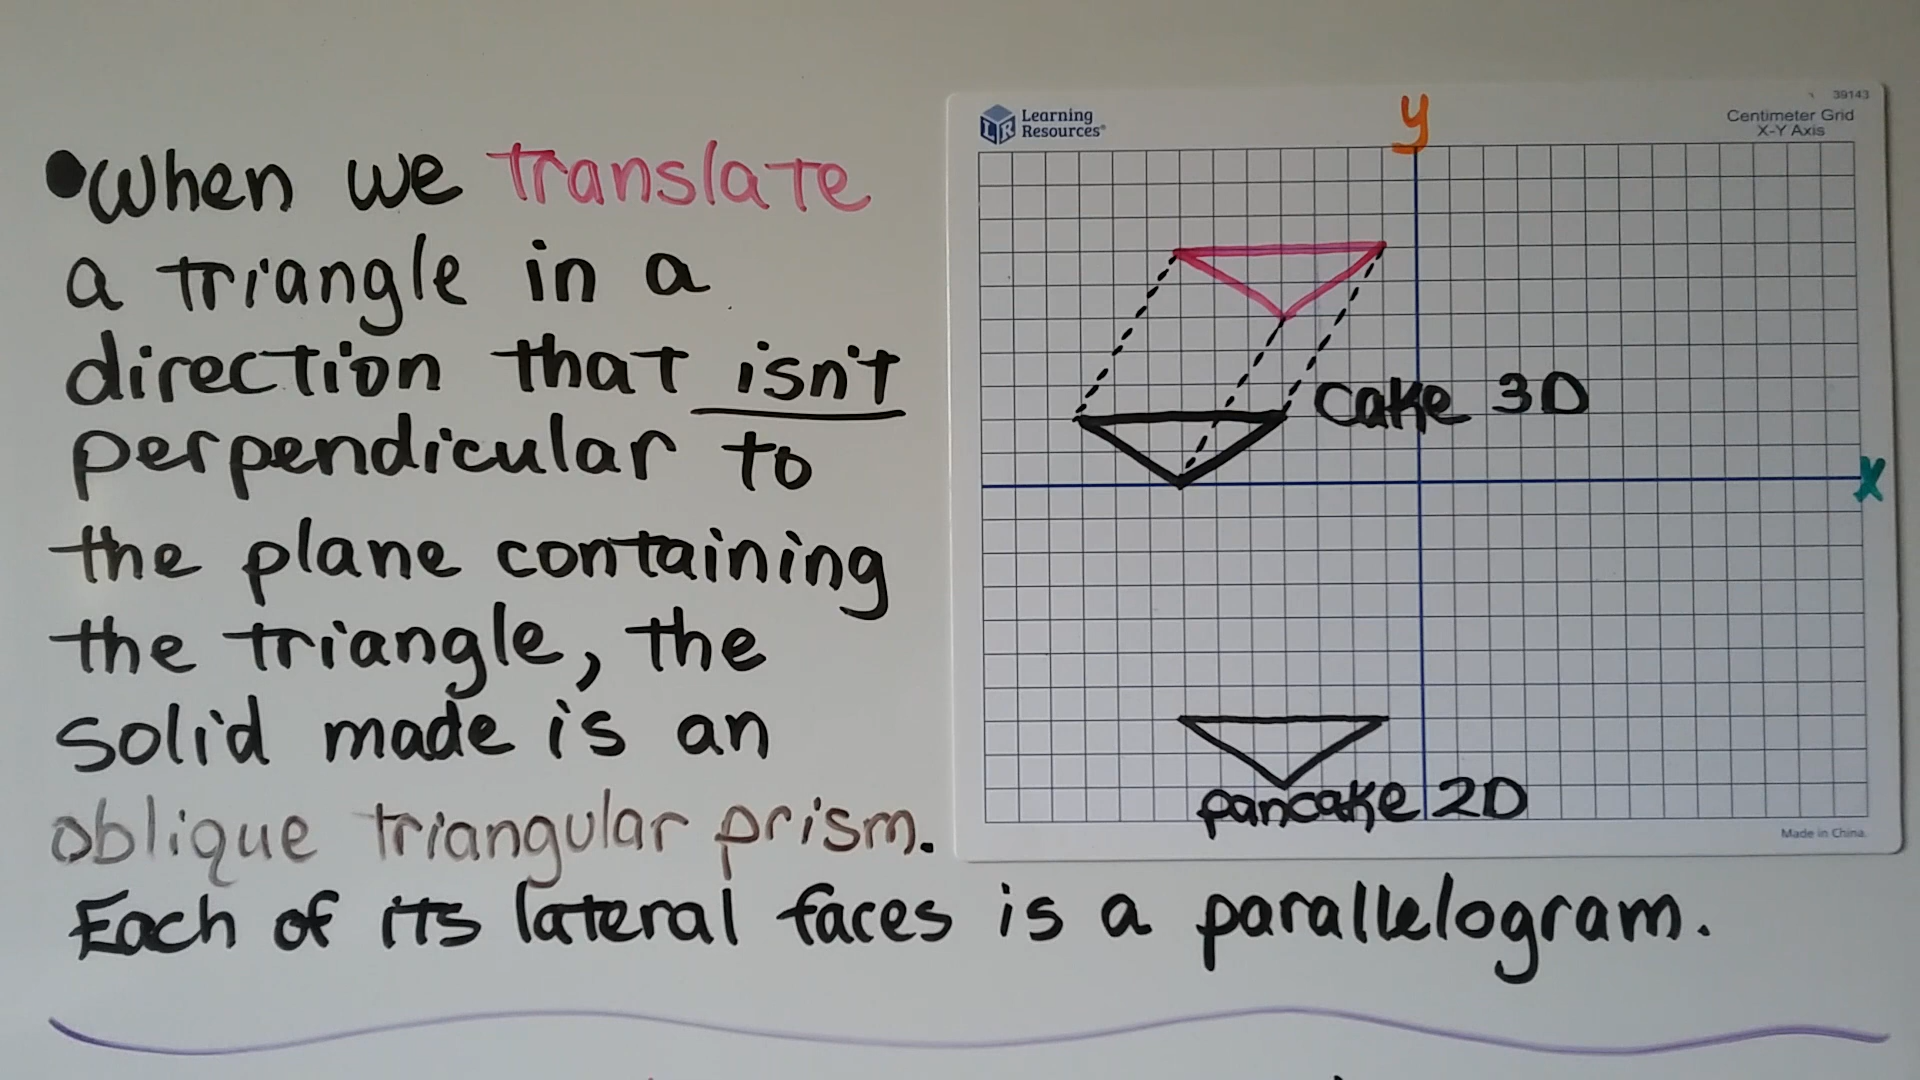 •When we translate
a triangle in a
direction that isn't
perpendicular to
the plane containing
the triangle, the
solid made is an
oblique triangular prism.
Each of its lateral faces is a parallelogram.
LR Learning
Resources®
39143
Centimeter Grid
X-Y Axis
y
cake 3D
x
pancake 2D
Made in China.